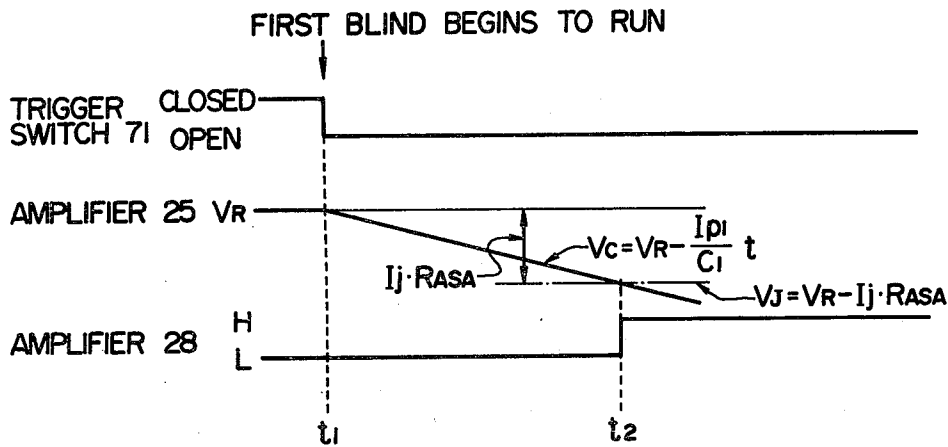 FIRST BLIND BEGINS TO RUN
TRIGGER SWITCH 71
CLOSED
OPEN
AMPLIFIER 25 VR
Ij·RASA
VC=VR-Ip1/C1 t
VJ=VR-Ij·RASA
AMPLIFIER 28
H
L
t1
t2